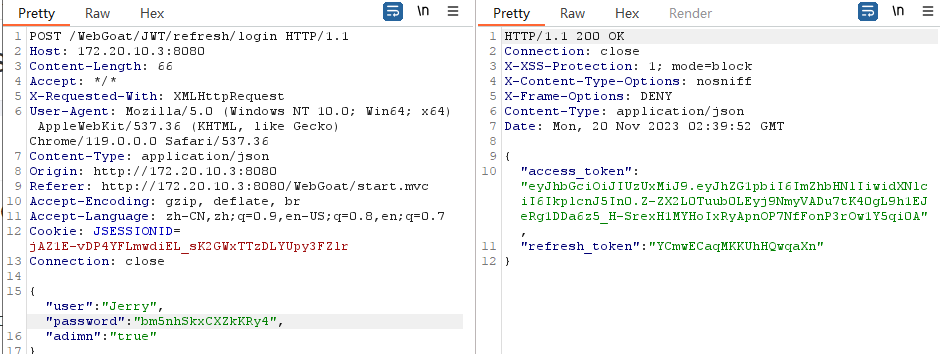 Pretty Raw Hex
\n
1 POST /WebGoat/JWT/refresh/login HTTP/1.1
2 Host: 172.20.10.3:8080
3 Content-Length: 66
4 Accept: */*
5 X-Requested-With: XMLHttpRequest
6 User-Agent: Mozilla/5.0 (Windows NT 10.0; Win64; x64)
AppleWebKit/537.36 (KHTML, like Gecko)
Chrome/119.0.0.0 Safari/537.36
7 Content-Type: application/json
8 Origin: http://172.20.10.3:8080
9 Referer: http://172.20.10.3:8080/WebGoat/start.mvc
10 Accept-Encoding: gzip, deflate, br
11 Accept-Language: zh-CN,zh;q=0.9,en-US;q=0.8,en;q=0.7
12 Cookie: JSESSIONID=
jAZ1E-vDP4YFLmwdiEL_sK2GWxTTzDLYUpy3FZlr
13 Connection: close
14
15 {
"user":"Jerry",
"password":"bm5nhSkxCXZkKRy4",
16 "adimn":"true"
17 }
Pretty Raw Hex Render
\n
1 HTTP/1.1 200 OK
2 Connection: close
3 X-XSS-Protection: 1; mode=block
4 X-Content-Type-Options: nosniff
5 X-Frame-Options: DENY
6 Content-Type: application/json
7 Date: Mon, 20 Nov 2023 02:39:52 GMT
8
9 {
10 "access_token":
"eyJhbGciOiJIUzUxMiJ9.eyJhZG1pbiI6ImZhbHNlIiwidXNlc
iI6IkplcnJ5In0.Z-ZX2L0Tuub0LEyj9NmyVADu7tK40gL9h1EJ
eRg1DDa6z5_H-SrexH1MYHoIxRyApnOP7NfFonP3rOw1Y5qi0A"
,
11 "refresh_token":"YCmwECaqMKKUhHQwqaXn"
12 }